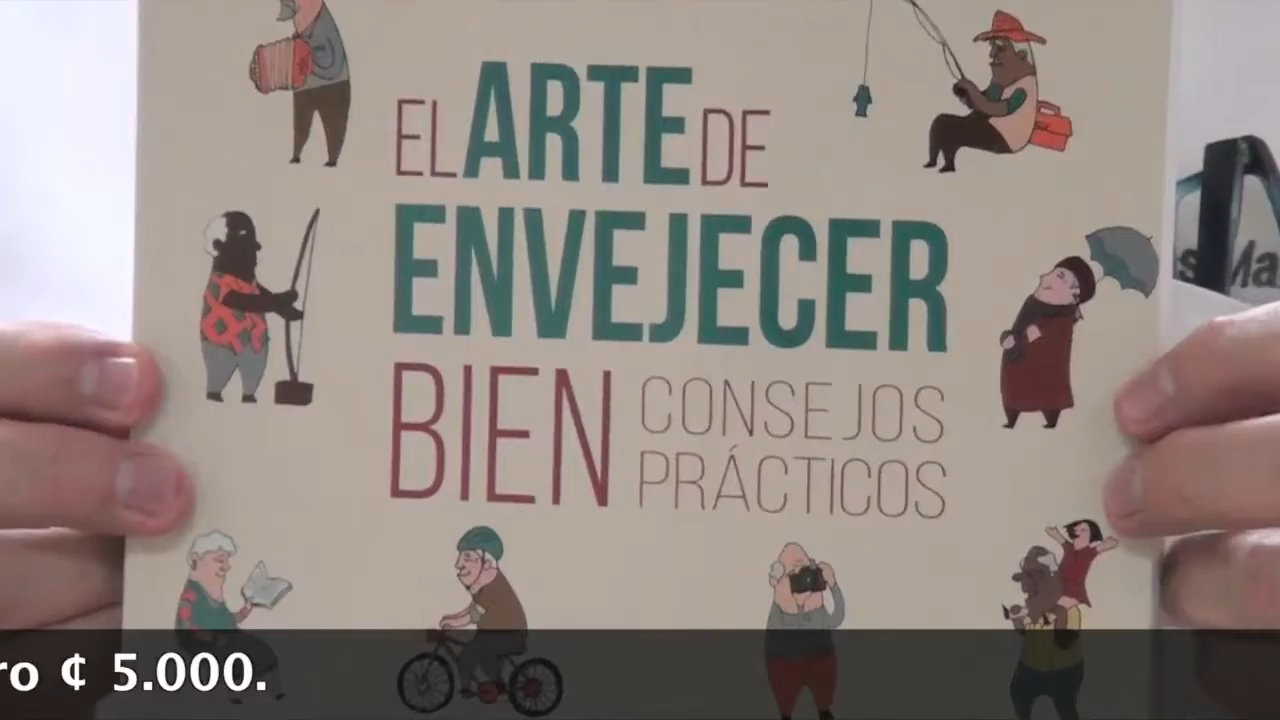 EL ARTE DE
ENVEJECER
BIEN CONSEJOS
PRÁCTICOS
ro ₵ 5.000.